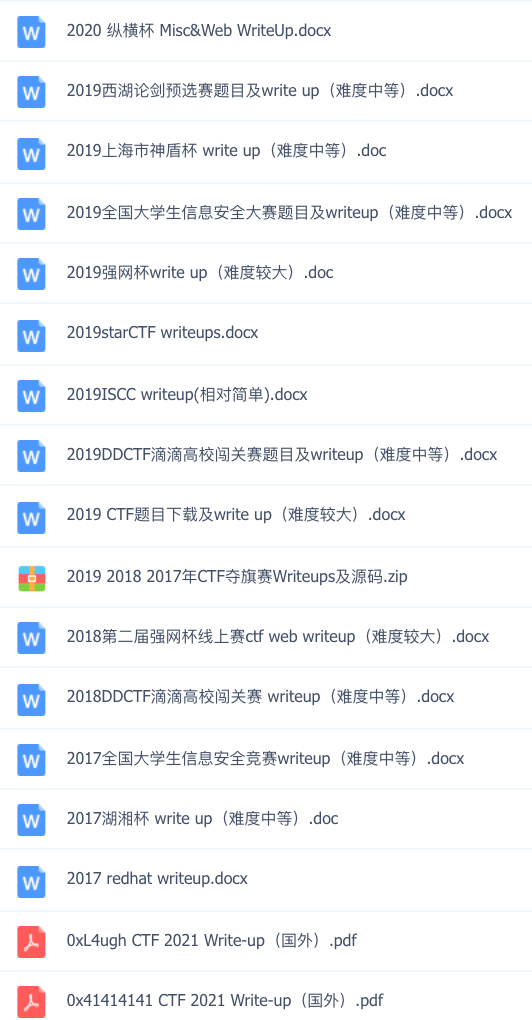 2020 纵横杯 Misc&Web WriteUp.docx
2019西湖论剑预选赛题目及write up（难度中等）.docx
2019上海市神盾杯 write up（难度中等）.doc
2019全国大学生信息安全大赛题目及writeup（难度中等）.docx
2019强网杯write up（难度较大）.doc
2019starCTF writeups.docx
2019ISCC writeup(相对简单).docx
2019DDCTF滴滴高校闯关赛题目及writeup（难度中等）.docx
2019 CTF题目下载及write up（难度较大）.docx
2019 2018 2017年CTF夺旗赛Writeups及源码.zip
2018第二届强网杯线上赛ctf web writeup（难度较大）.docx
2018DDCTF滴滴高校闯关赛 writeup（难度中等）.docx
2017全国大学生信息安全竞赛writeup（难度中等）.docx
2017湖湘杯 write up（难度中等）.doc
2017 redhat writeup.docx
0xL4ugh CTF 2021 Write-up（国外）.pdf
0x41414141 CTF 2021 Write-up（国外）.pdf